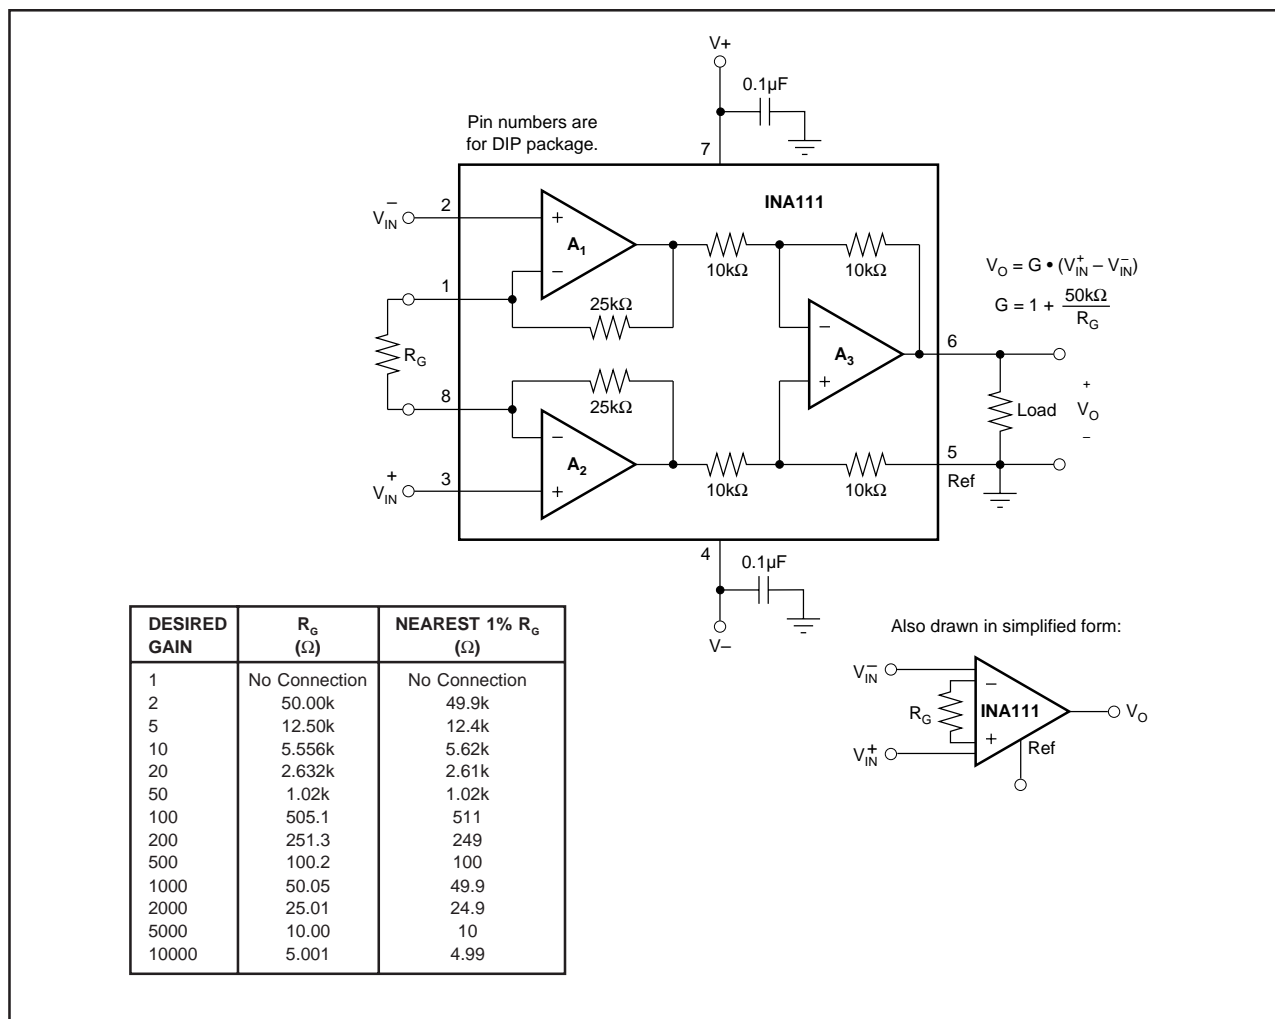 V+
0.1µF
Pin numbers are
for DIP package.
7
INA111
V−IN
2
+
A1
−
10kΩ
10kΩ
VO = G • (V+IN – V−IN)
G = 1 + 50kΩ
RG
1
25kΩ
RG
−
A3
+
6
+
Load
VO
–
8
25kΩ
−
A2
+
V+IN
3
10kΩ
10kΩ
5
Ref
4
0.1µF
V–
DESIRED GAIN | RG (Ω) | NEAREST 1% RG (Ω)
1 | No Connection | No Connection
2 | 50.00k | 49.9k
5 | 12.50k | 12.4k
10 | 5.556k | 5.62k
20 | 2.632k | 2.61k
50 | 1.02k | 1.02k
100 | 505.1 | 511
200 | 251.3 | 249
500 | 100.2 | 100
1000 | 50.05 | 49.9
2000 | 25.01 | 24.9
5000 | 10.00 | 10
10000 | 5.001 | 4.99
Also drawn in simplified form:
V−IN
−
RG
INA111
VO
+
Ref
V+IN